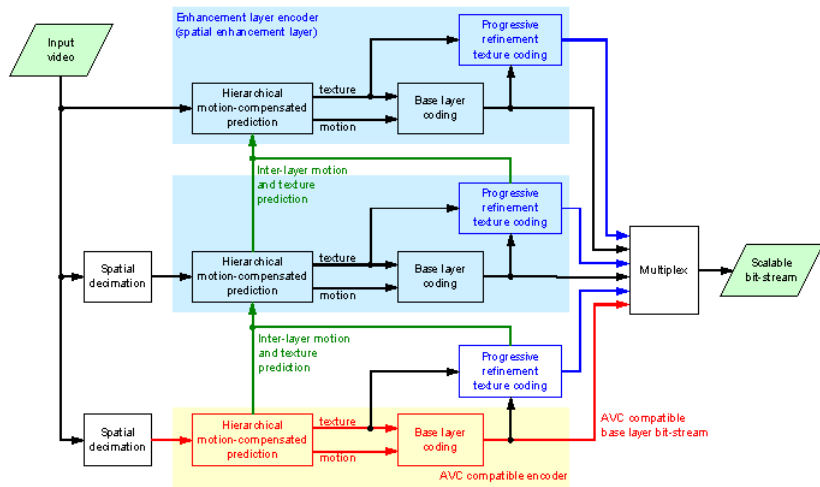 Enhancement layer encoder
(spatial enhancement layer)
Progressive
refinement
texture coding
Input
video
Hierarchical
motion-compensated
prediction
texture
motion
Base layer
coding
Inter-layer motion
and texture
prediction
Progressive
refinement
texture coding
Spatial
decimation
Hierarchical
motion-compensated
prediction
texture
motion
Base layer
coding
Multiplex
Scalable
bit-stream
Inter-layer motion
and texture
prediction
Progressive
refinement
texture coding
Spatial
decimation
Hierarchical
motion-compensated
prediction
texture
motion
Base layer
coding
AVC compatible
base layer bit-stream
AVC compatible encoder